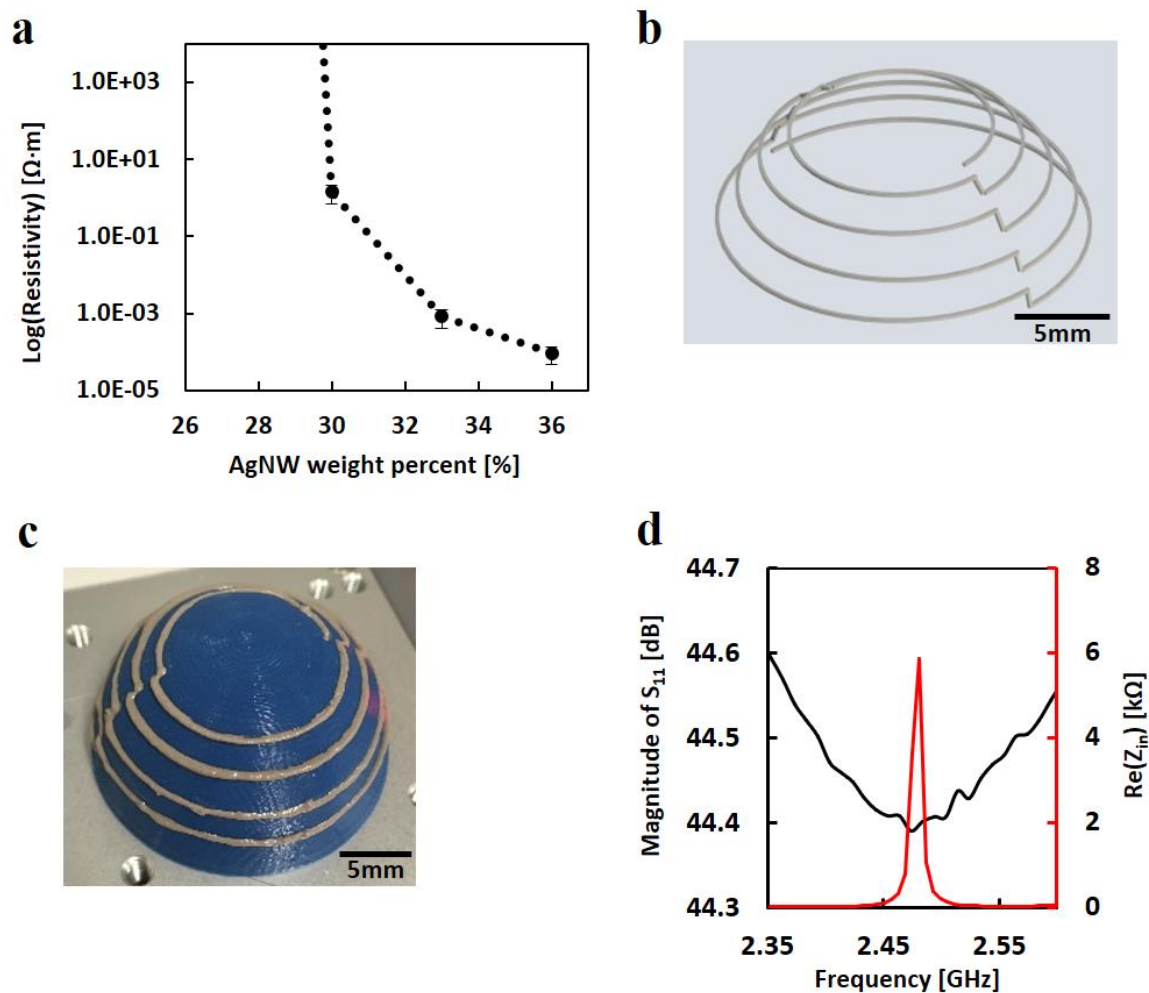 a
Log(Resistivity) [Ω·m]
1.0E+03
1.0E+01
1.0E-01
1.0E-03
1.0E-05
26 28 30 32 34 36
AgNW weight percent [%]
b
5mm
c
5mm
d
Magnitude of S₁₁ [dB]
44.7
44.6
44.5
44.4
44.3
8
6
4
2
0
Re(Zᵢₙ) [kΩ]
2.35 2.45 2.55
Frequency [GHz]